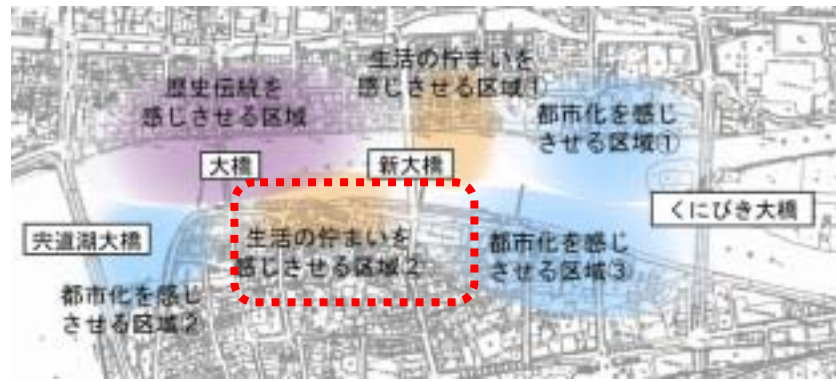 生活の佇まいを
感じさせる区域①
歴史伝統を
感じさせる区域
都市化を感じ
させる区域①
大橋
新大橋
くにびき大橋
宍道湖大橋
生活の佇まいを
感じさせる区域②
都市化を感じ
させる区域③
都市化を感じ
させる区域②